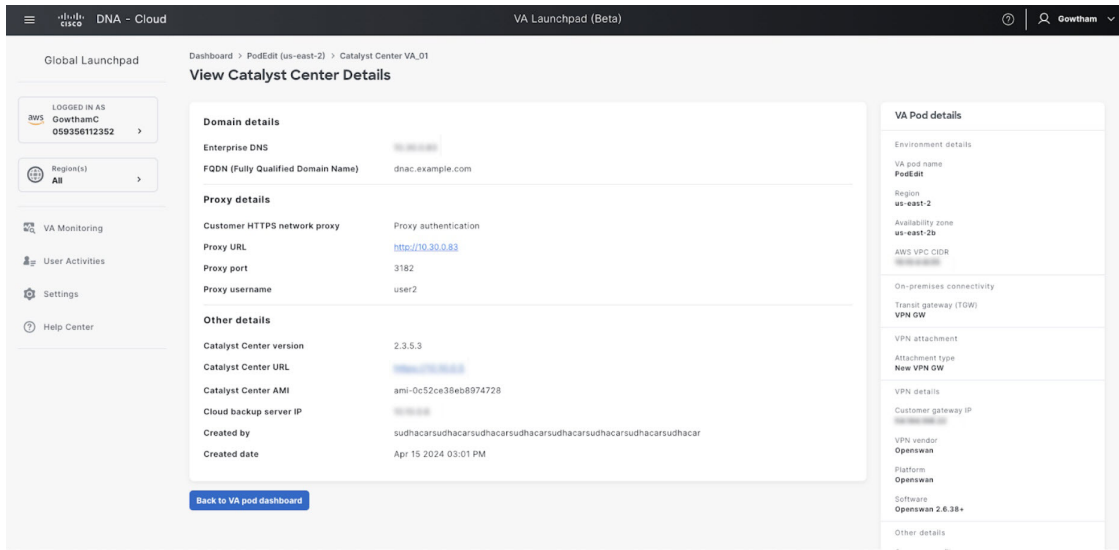 CISCO DNA - Cloud
VA Launchpad (Beta)
Gowtham
Global Launchpad
LOGGED IN AS
aws GowthamC
059356112352
Region(s)
All
VA Monitoring
User Activities
Settings
Help Center
Dashboard > PodEdit (us-east-2) > Catalyst Center VA_01
View Catalyst Center Details
Domain details
Enterprise DNS
FQDN (Fully Qualified Domain Name) dnac.example.com
Proxy details
Customer HTTPS network proxy Proxy authentication
Proxy URL http://10.30.0.83
Proxy port 3182
Proxy username user2
Other details
Catalyst Center version 2.3.5.3
Catalyst Center URL
Catalyst Center AMI ami-0c52ce38eb8974728
Cloud backup server IP
Created by sudhacarsudhacarsudhacarsudhacarsudhacarsudhacarsudhacarsudhacar
Created date Apr 15 2024 03:01 PM
Back to VA pod dashboard
VA Pod details
Environment details
VA pod name
PodEdit
Region
us-east-2
Availability zone
us-east-2b
AWS VPC CIDR
On-premises connectivity
Transit gateway (TGW)
VPN GW
VPN attachment
Attachment type
New VPN GW
VPN details
Customer gateway IP
VPN vendor
Openswan
Platform
Openswan
Software
Openswan 2.6.38+
Other details